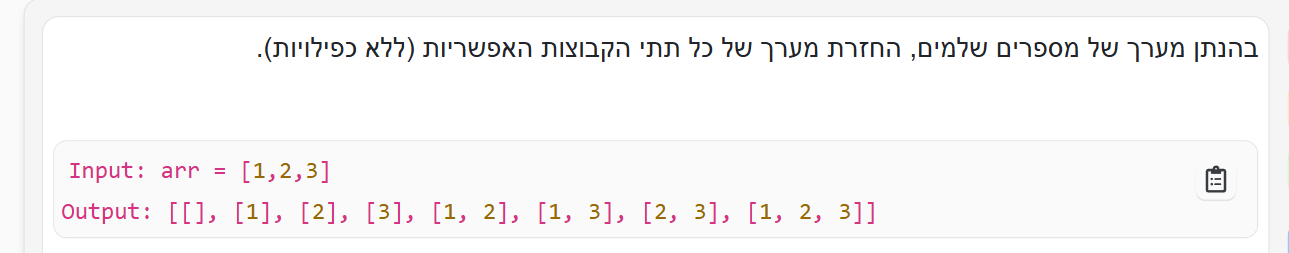 בהנתן מערך של מספרים שלמים, החזרת מערך של כל תתי הקבוצות האפשריות (ללא כפילויות).
Input: arr = [1,2,3]
Output: [[], [1], [2], [3], [1, 2], [1, 3], [2, 3], [1, 2, 3]]